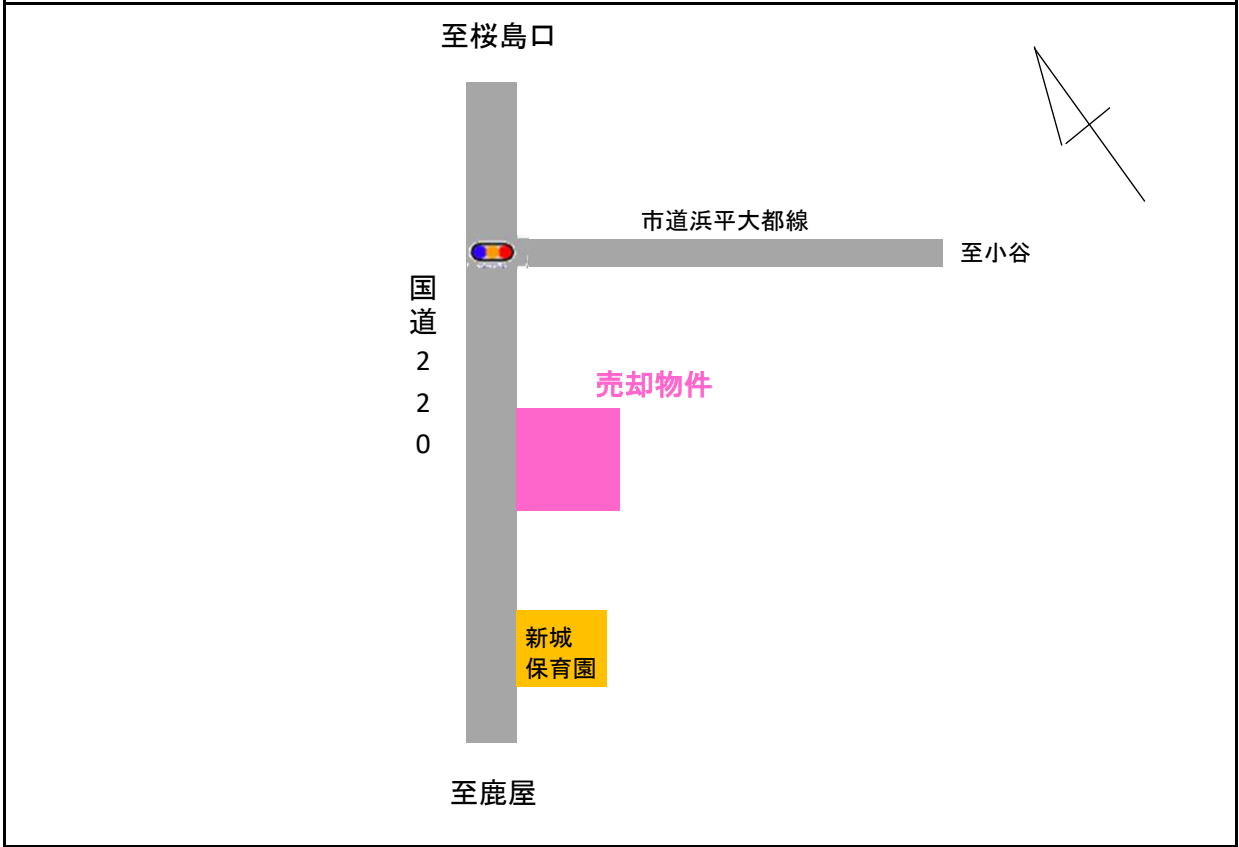 至桜島口
市道浜平大都線
至小谷
国道220
売却物件
新城
保育園
至鹿屋